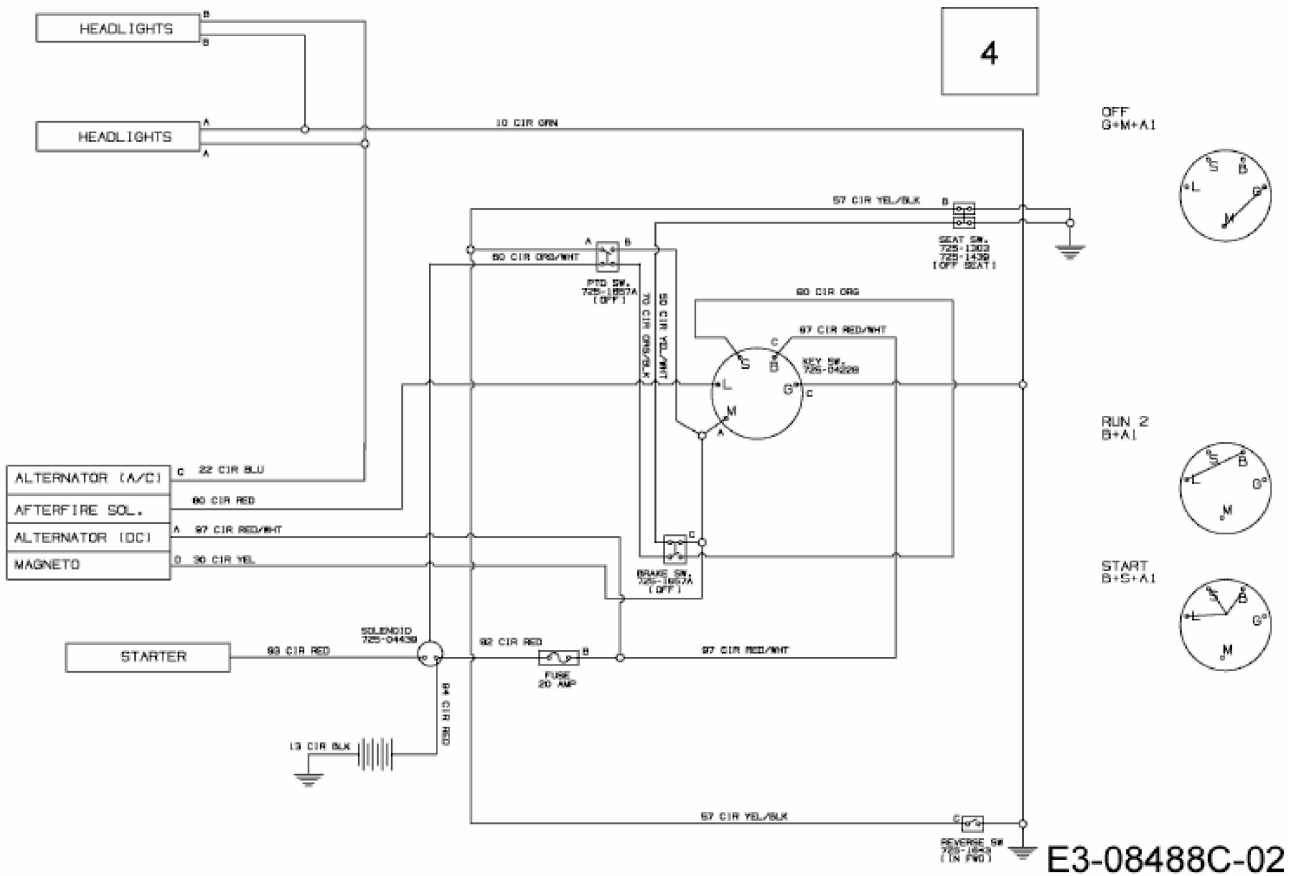 HEADLIGHTS
B
B
4
HEADLIGHTS
A
A
10 CIR ORN
OFF
G+M+A1
S
B
L
G
M
57 CIR YEL/BLK
B
SEAT SW.
725-1303
725-1439
(OFF SEAT)
A
B
60 CIR ORG/WHT
PTO SW.
725-1657A
(OFF)
70 CIR ORG/BLK
50 CIR YEL/WHT
80 CIR ORG
87 CIR RED/WHT
C
KEY SW.
725-04228
S
B
L
G
C
M
A
RUN 2
B+A1
S
B
L
G
M
ALTERNATOR (A/C)
C
22 CIR BLU
AFTERFIRE SOL.
80 CIR RED
ALTERNATOR (DC)
A
97 CIR RED/WHT
MAGNETO
D
30 CIR YEL
C
BRAKE SW.
725-1657A
(OFF)
START
B+S+A1
S
B
L
G
M
STARTER
93 CIR RED
SOLENOID
725-04439
92 CIR RED
B
FUSE
20 AMP
97 CIR RED/WHT
94 CIR RED
13 CIR BLK
57 CIR YEL/BLK
C
REVERSE SW
725-1643
(IN FWD)
E3-08488C-02